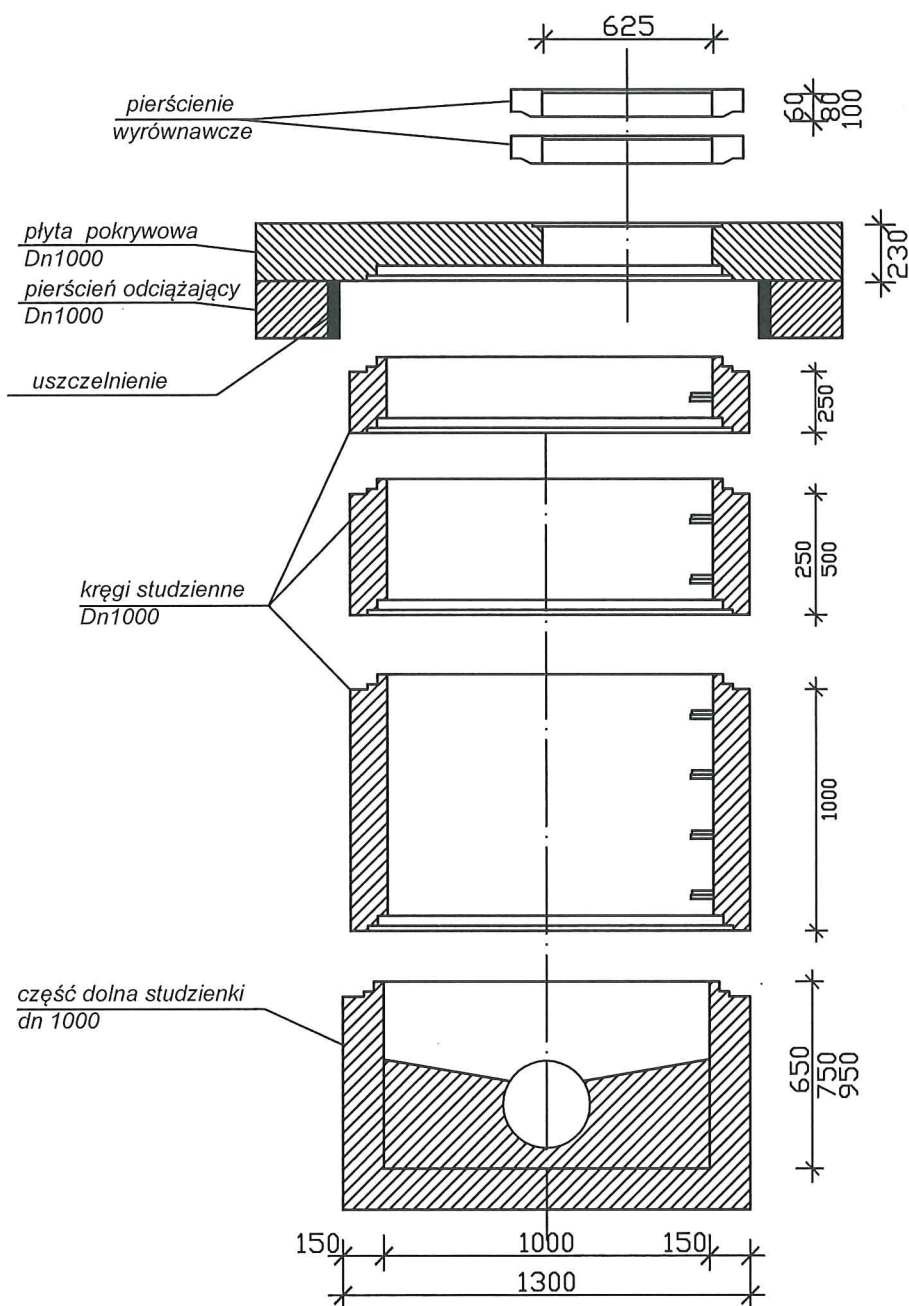 625
pierścienie
wyrównawcze
60
80
100
płyta pokrywowa
Dn1000
230
pierścień odciążający
Dn1000
uszczelnienie
250
250
500
kręgi studzienne
Dn1000
1000
część dolna studzienki
dn 1000
650
750
950
150
1000
150
1300